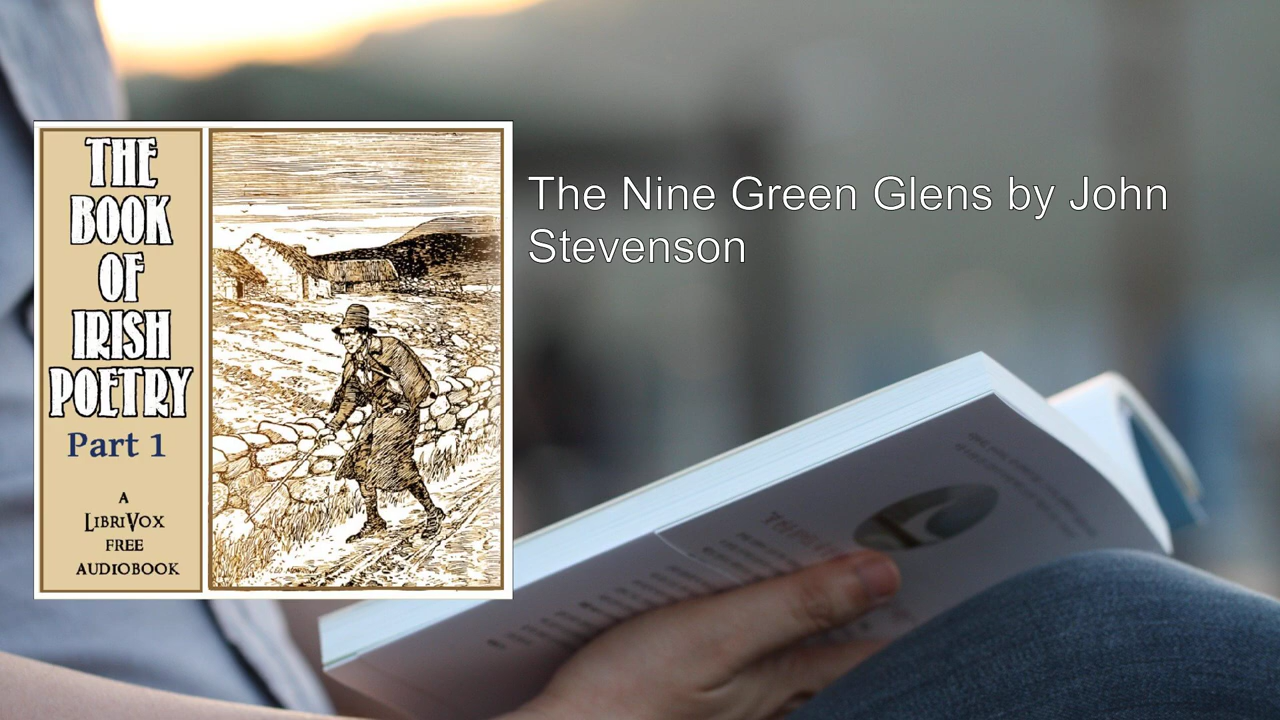 THE
BOOK
OF
IRISH
POETRY
Part 1
A
LIBRIVOX
FREE
AUDIOBOOK
The Nine Green Glens by John
Stevenson